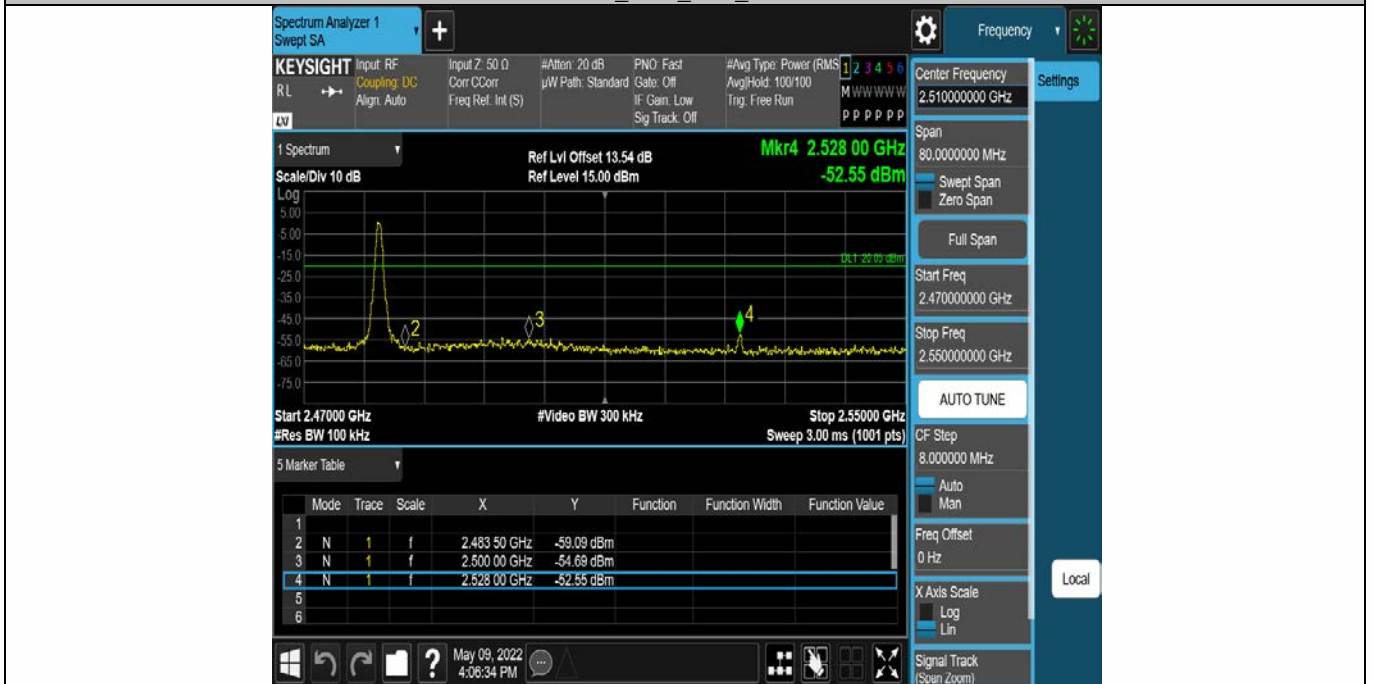 Spectrum Analyzer 1
Swept SA
+
Frequency
KEYSIGHT
RL
Input: RF
Coupling: DC
Align: Auto
Input Z: 50 Ω
Corr CCorr
Freq Ref: Int (S)
#Atten: 20 dB
µW Path: Standard
PNO: Fast
Gate: Off
IF Gain: Low
Sig Track: Off
#Avg Type: Power (RMS
Avg|Hold: 100/100
Trig: Free Run
1 2 3 4 5 6
M W W W W W
P P P P P P
1 Spectrum
Scale/Div 10 dB
Ref Lvl Offset 13.54 dB
Ref Level 15.00 dBm
Mkr4 2.528 00 GHz
-52.55 dBm
Log
5.00
-5.00
-15.0
-25.0
-35.0
-45.0
-55.0
-65.0
-75.0
DL1 -20.05 dBm
2
3
4
Start 2.47000 GHz
#Res BW 100 kHz
#Video BW 300 kHz
Stop 2.55000 GHz
Sweep 3.00 ms (1001 pts)
5 Marker Table
Mode Trace Scale X Y Function Function Width Function Value
1
2 N 1 f 2.483 50 GHz -59.09 dBm
3 N 1 f 2.500 00 GHz -54.69 dBm
4 N 1 f 2.528 00 GHz -52.55 dBm
5
6
?
May 09, 2022
4:06:34 PM
Center Frequency
2.510000000 GHz
Settings
Span
80.0000000 MHz
Swept Span
Zero Span
Full Span
Start Freq
2.470000000 GHz
Stop Freq
2.550000000 GHz
AUTO TUNE
CF Step
8.000000 MHz
Auto
Man
Freq Offset
0 Hz
X Axis Scale
Log
Lin
Local
Signal Track
(Span Zoom)